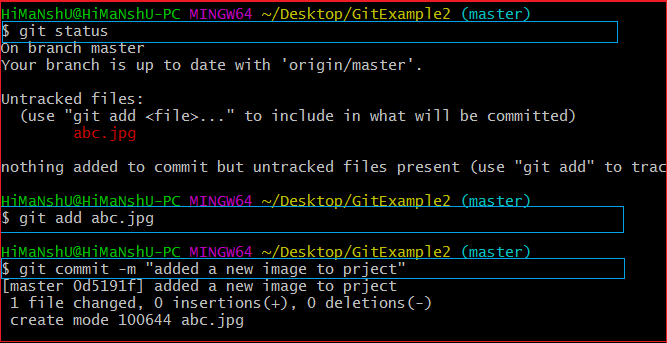 HiMaNshU@HiMaNshU-PC MINGW64 ~/Desktop/GitExample2 (master)
$ git status
On branch master
Your branch is up to date with 'origin/master'.
Untracked files:
(use "git add <file>..." to include in what will be committed)
abc.jpg
nothing added to commit but untracked files present (use "git add" to trac
HiMaNshU@HiMaNshU-PC MINGW64 ~/Desktop/GitExample2 (master)
$ git add abc.jpg
HiMaNshU@HiMaNshU-PC MINGW64 ~/Desktop/GitExample2 (master)
$ git commit -m "added a new image to prject"
[master 0d5191f] added a new image to prject
1 file changed, 0 insertions(+), 0 deletions(-)
create mode 100644 abc.jpg